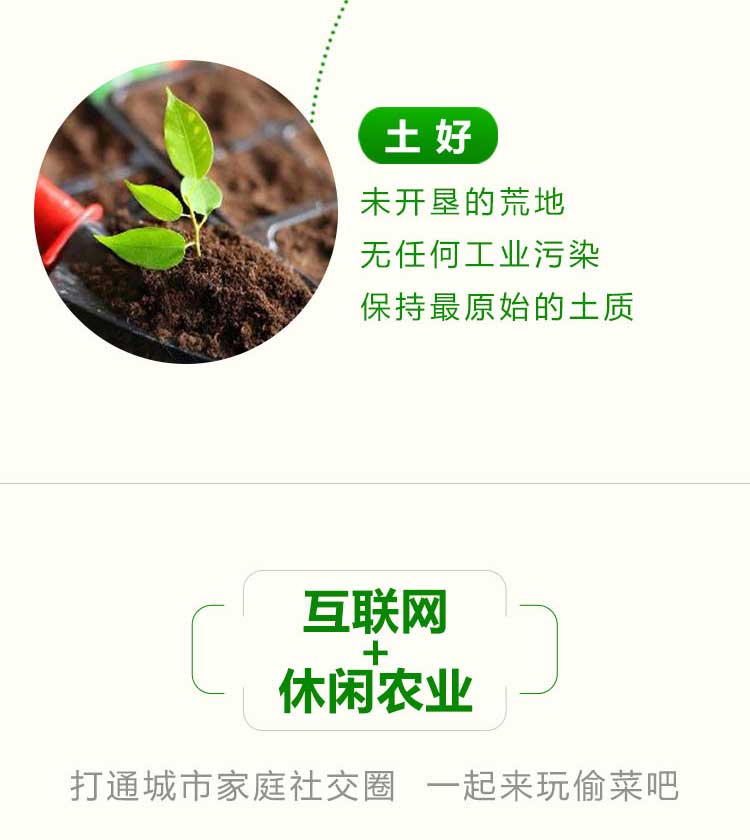 土好
未开垦的荒地
无任何工业污染
保持最原始的土质
互联网
+
休闲农业
打通城市家庭社交圈 一起来玩偷菜吧